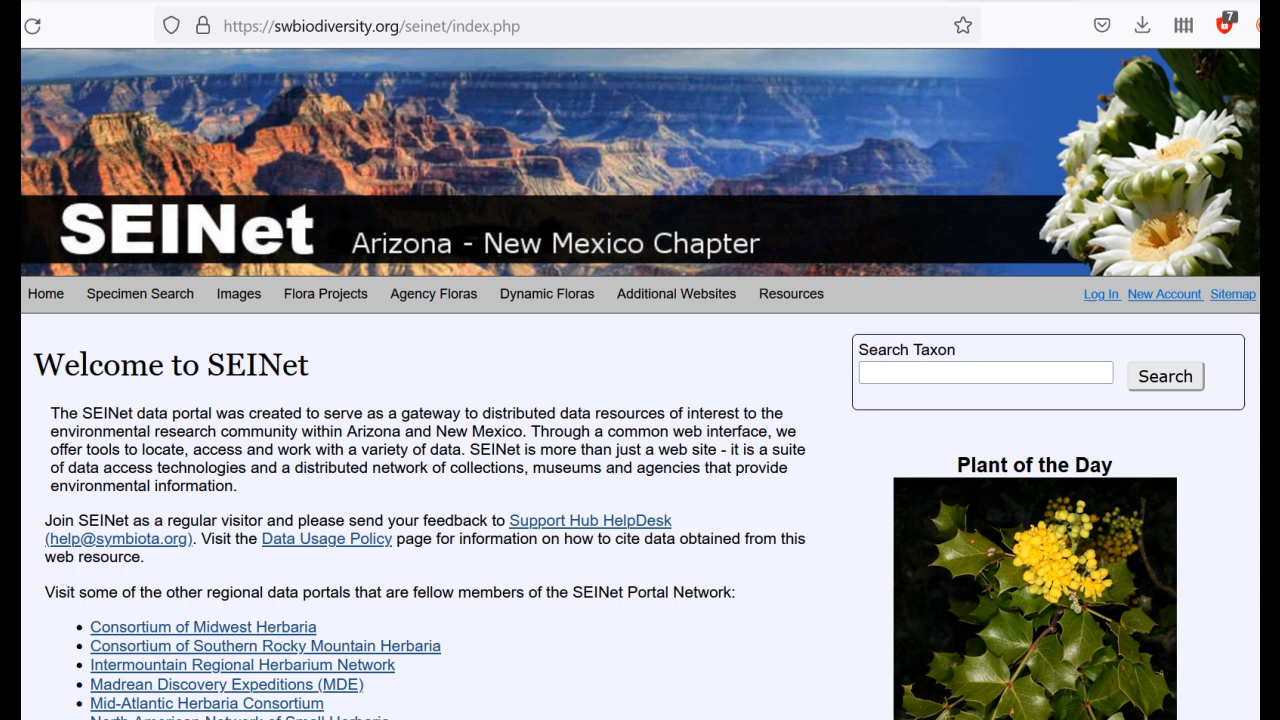 7
https://swbiodiversity.org/seinet/index.php
SEINet Arizona - New Mexico Chapter
Home Specimen Search Images Flora Projects Agency Floras Dynamic Floras Additional Websites Resources Log In New Account Sitemap
Welcome to SEINet
The SEINet data portal was created to serve as a gateway to distributed data resources of interest to the
environmental research community within Arizona and New Mexico. Through a common web interface, we
offer tools to locate, access and work with a variety of data. SEINet is more than just a web site - it is a suite
of data access technologies and a distributed network of collections, museums and agencies that provide
environmental information.
Join SEINet as a regular visitor and please send your feedback to Support Hub HelpDesk
(help@symbiota.org). Visit the Data Usage Policy page for information on how to cite data obtained from this
web resource.
Visit some of the other regional data portals that are fellow members of the SEINet Portal Network:
Consortium of Midwest Herbaria
Consortium of Southern Rocky Mountain Herbaria
Intermountain Regional Herbarium Network
Madrean Discovery Expeditions (MDE)
Mid-Atlantic Herbaria Consortium
North American Network of Small Herbaria
Search Taxon
Search
Plant of the Day